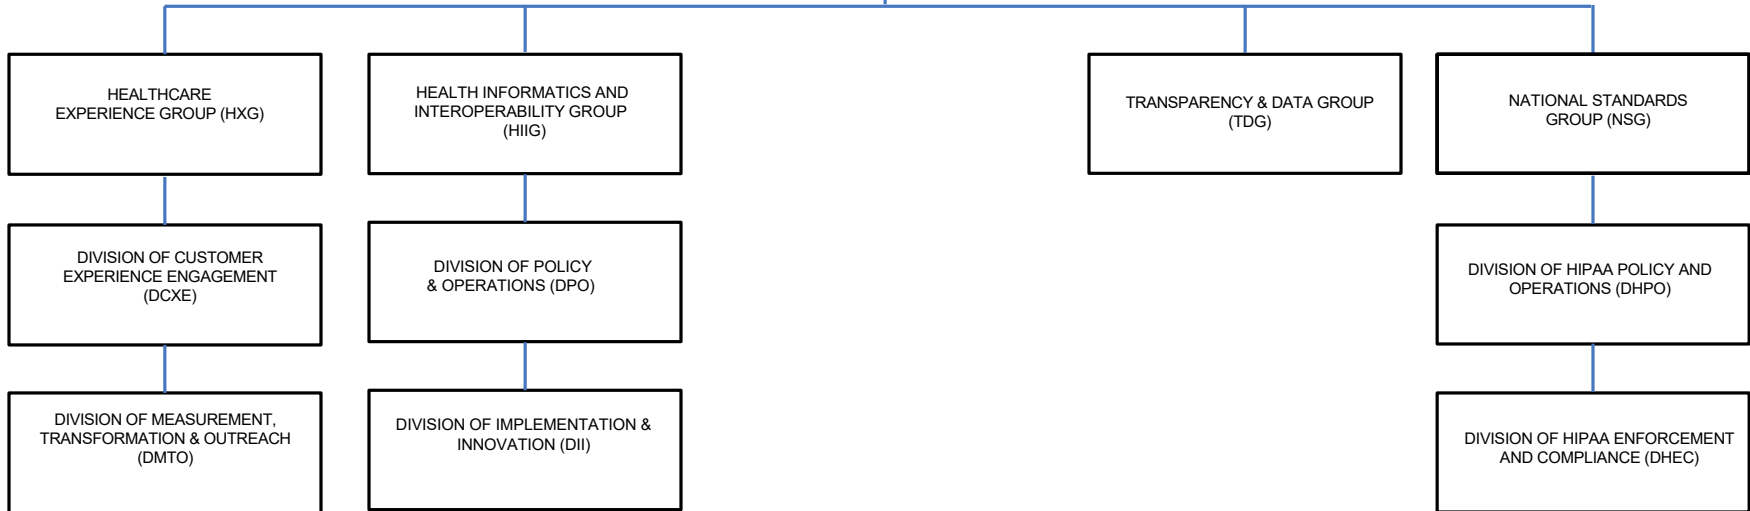 HEALTHCARE
EXPERIENCE GROUP (HXG)
HEALTH INFORMATICS AND
INTEROPERABILITY GROUP
(HIIG)
TRANSPARENCY & DATA GROUP
(TDG)
NATIONAL STANDARDS
GROUP (NSG)
DIVISION OF CUSTOMER
EXPERIENCE ENGAGEMENT
(DCXE)
DIVISION OF POLICY
& OPERATIONS (DPO)
DIVISION OF HIPAA POLICY AND
OPERATIONS (DHPO)
DIVISION OF MEASUREMENT,
TRANSFORMATION & OUTREACH
(DMTO)
DIVISION OF IMPLEMENTATION &
INNOVATION (DII)
DIVISION OF HIPAA ENFORCEMENT
AND COMPLIANCE (DHEC)